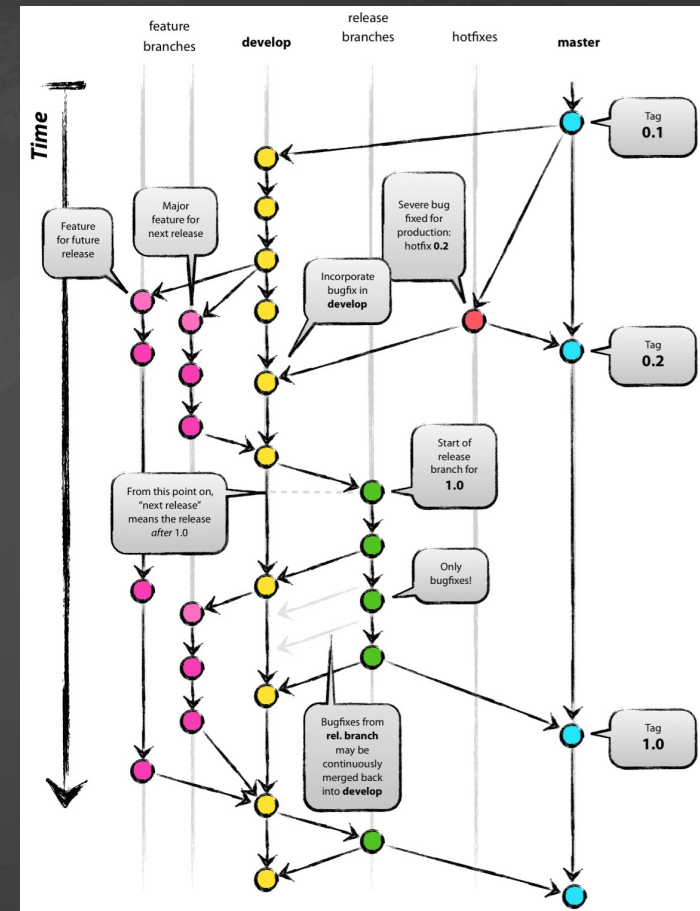 feature
branches
develop
release
branches
hotfixes
master
Time
Tag
0.1
Major
feature for
next release
Feature
for future
release
Severe bug
fixed for
production:
hotfix 0.2
Incorporate
bugfix in
develop
Tag
0.2
Start of
release
branch for
1.0
From this point on,
“next release”
means the release
after 1.0
Only
bugfixes!
Bugfixes from
rel. branch
may be
continuously
merged back
into develop
Tag
1.0